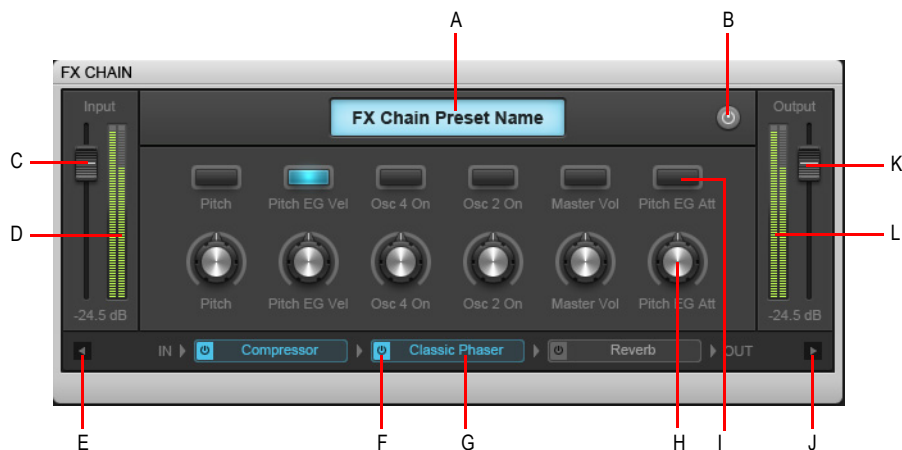 A
B
FX CHAIN
Input
FX Chain Preset Name
Output
C
K
Pitch
Pitch EG Vel
Osc 4 On
Osc 2 On
Master Vol
Pitch EG Att
D
L
Pitch
Pitch EG Vel
Osc 4 On
Osc 2 On
Master Vol
Pitch EG Att
-24.5 dB
-24.5 dB
IN
Compressor
Classic Phaser
Reverb
OUT
E
F
G
H
I
J